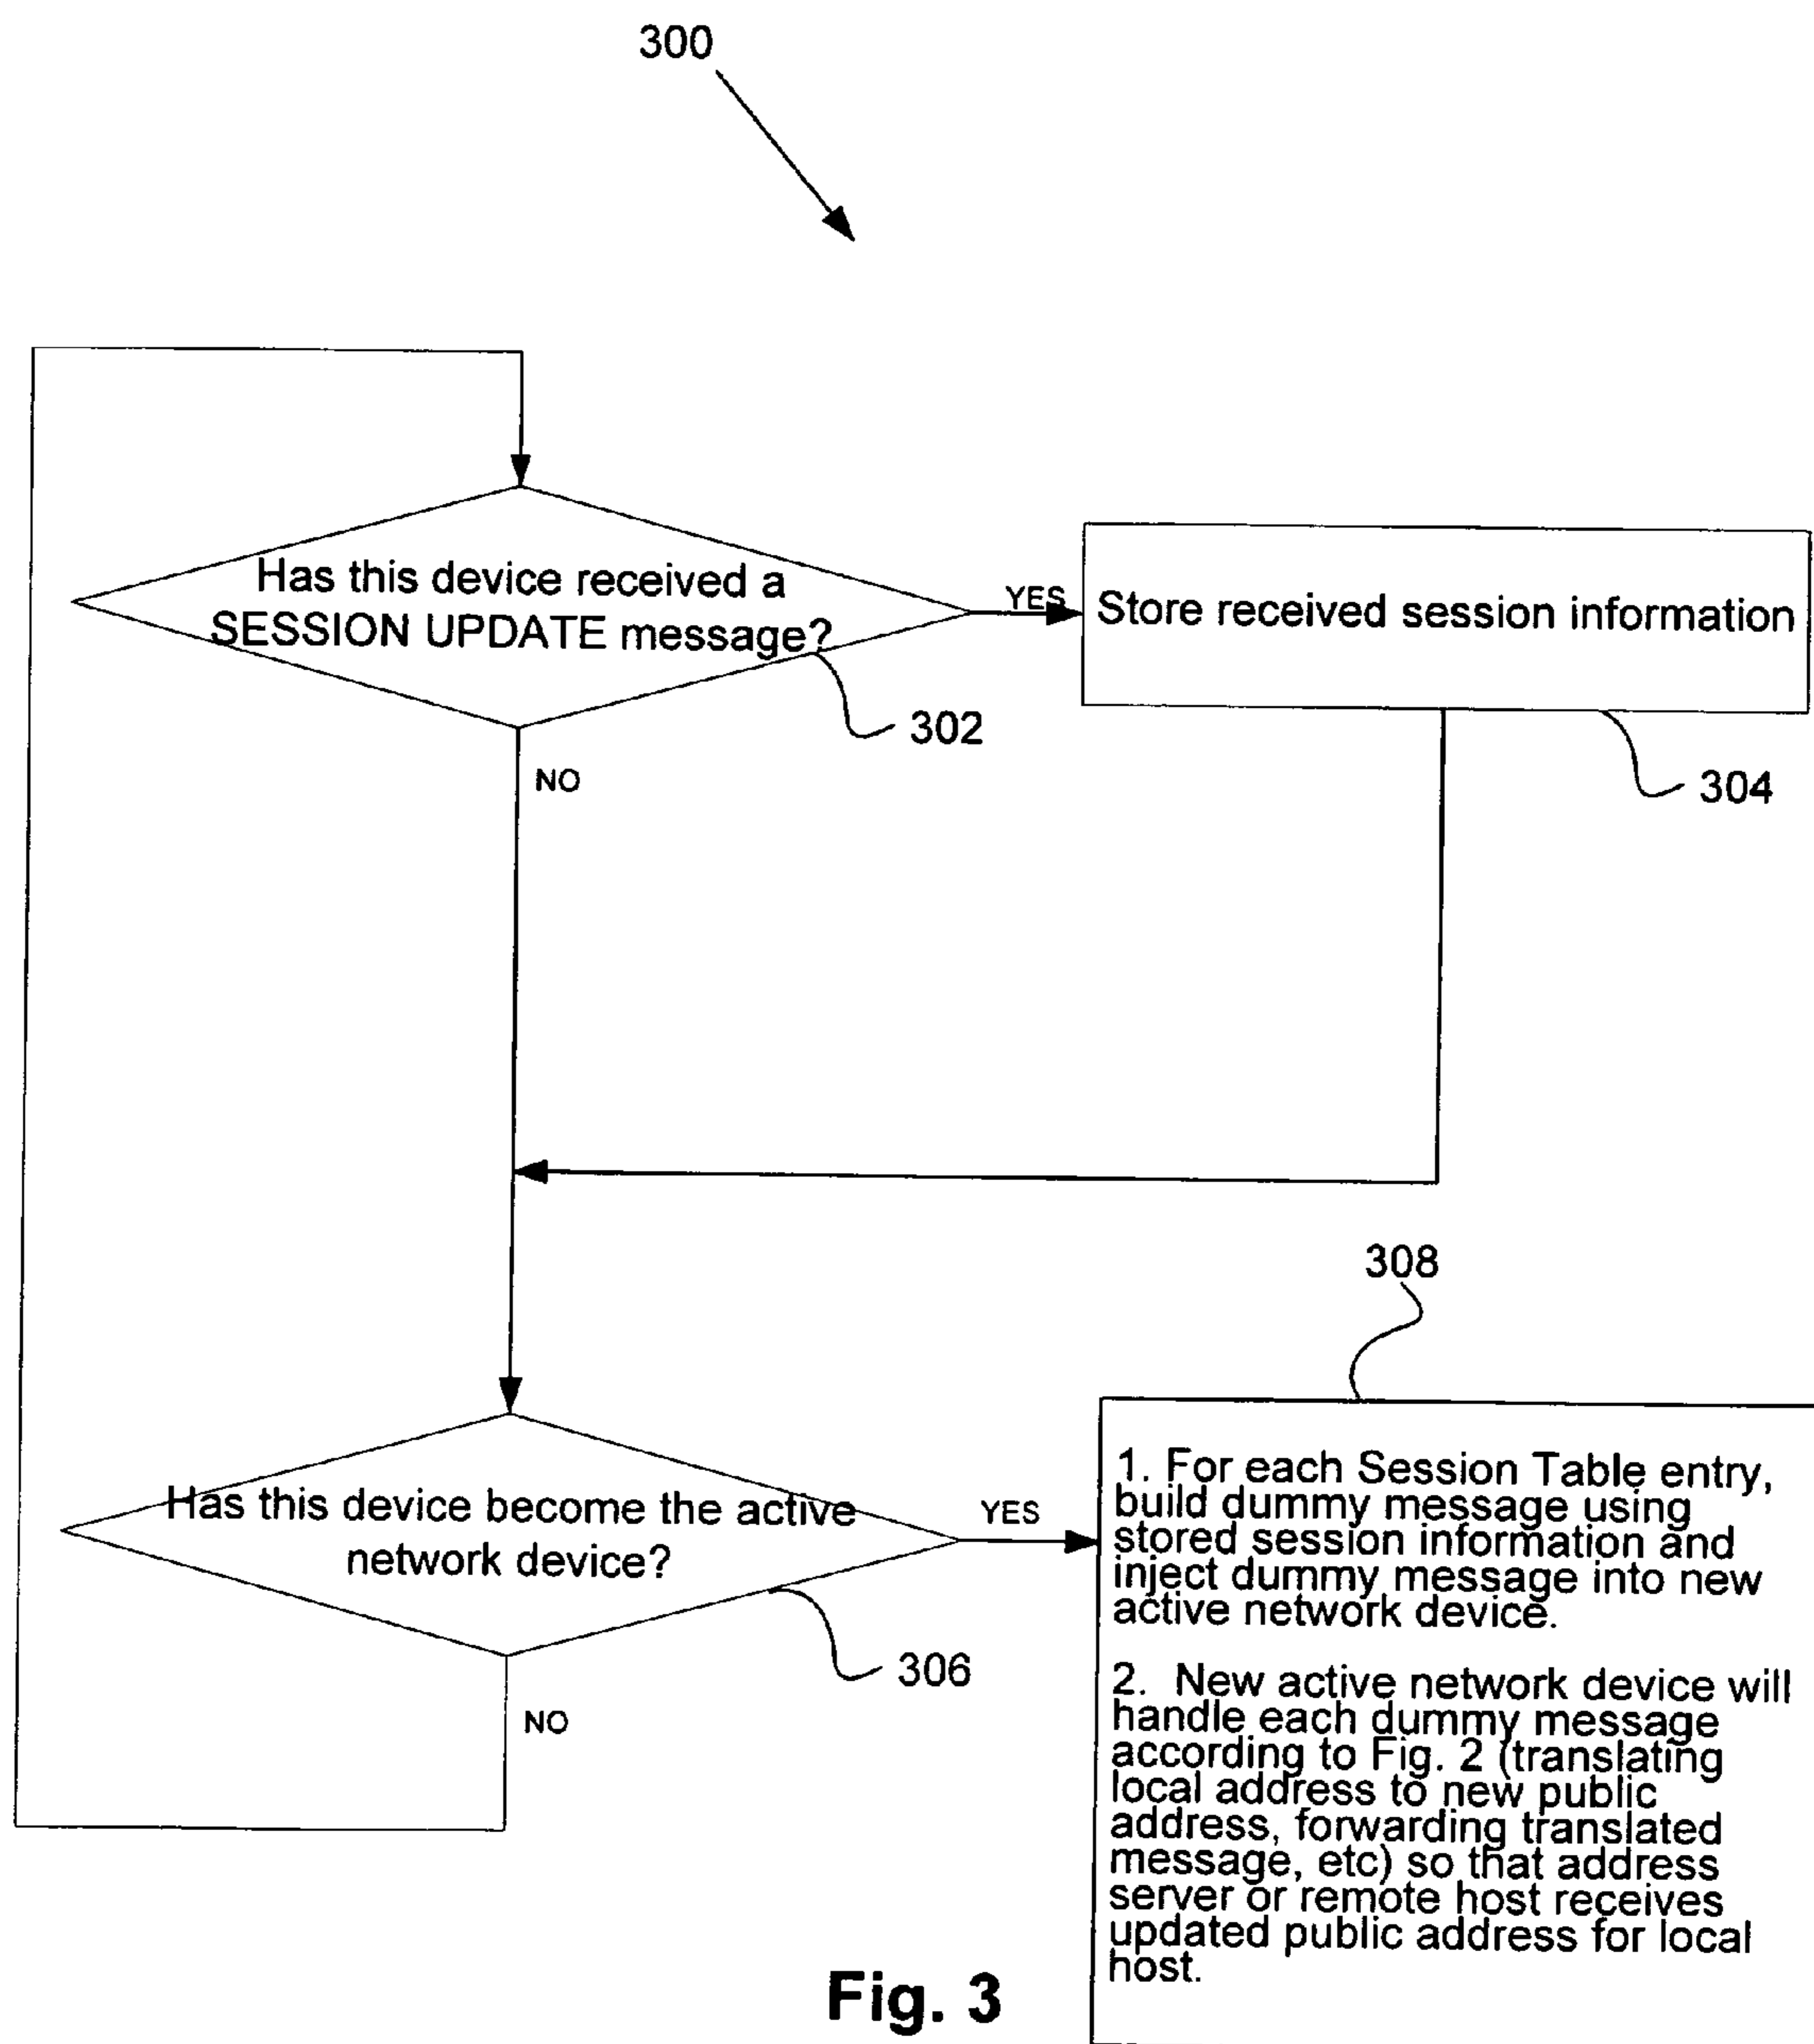 300
Has this device received a
SESSION UPDATE message?
YES
Store received session information
302
304
NO
308
Has this device become the active
network device?
YES
306
NO
1. For each Session Table entry,
build dummy message using
stored session information and
inject dummy message into new
active network device.
2. New active network device will
handle each dummy message
according to Fig. 2 (translating
local address to new public
address, forwarding translated
message, etc) so that address
server or remote host receives
updated public address for local
host.
Fig. 3